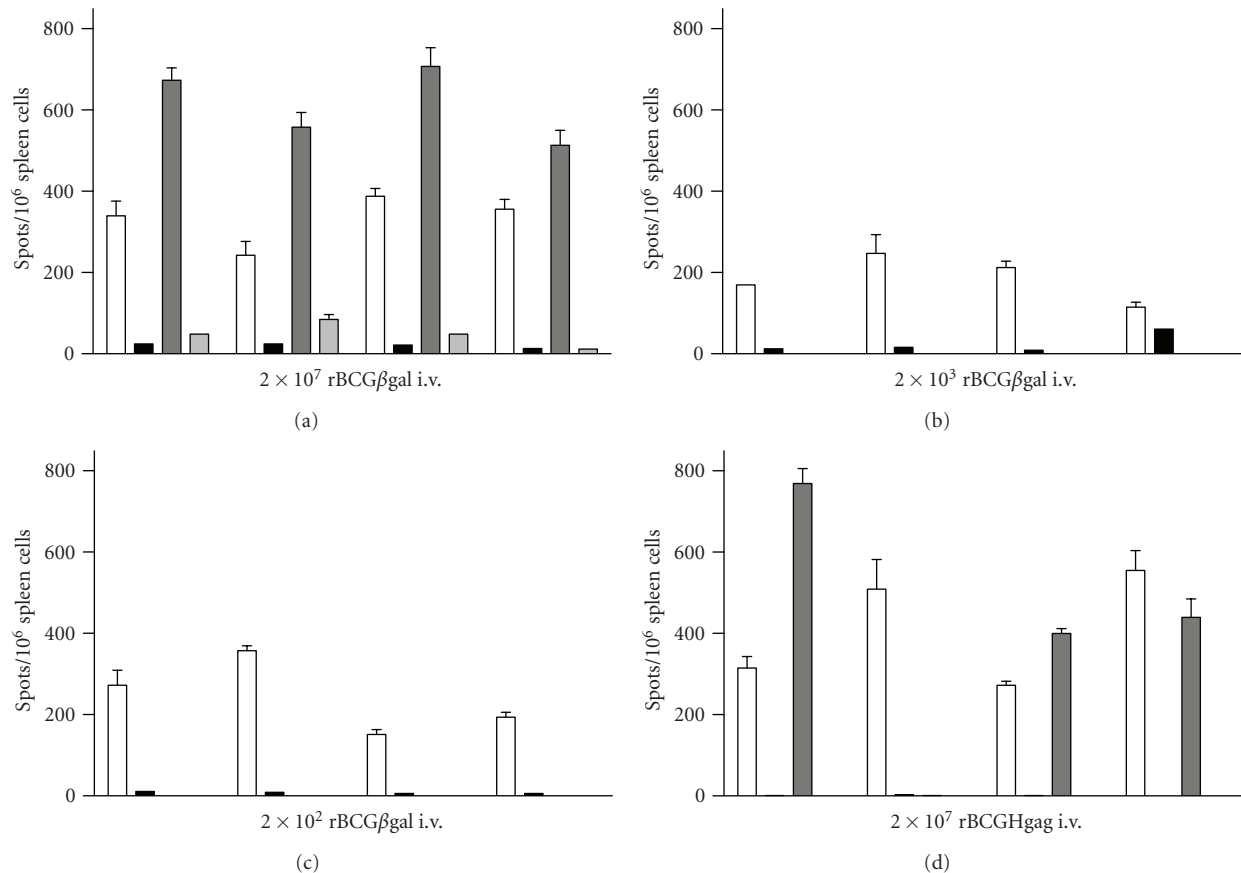 800
600
400
200
0
Spots/10⁶ spleen cells
2 × 10⁷ rBCGβgal i.v.
(a)
800
600
400
200
0
Spots/10⁶ spleen cells
2 × 10³ rBCGβgal i.v.
(b)
800
600
400
200
0
Spots/10⁶ spleen cells
2 × 10² rBCGβgal i.v.
(c)
800
600
400
200
0
Spots/10⁶ spleen cells
2 × 10⁷ rBCGHgag i.v.
(d)